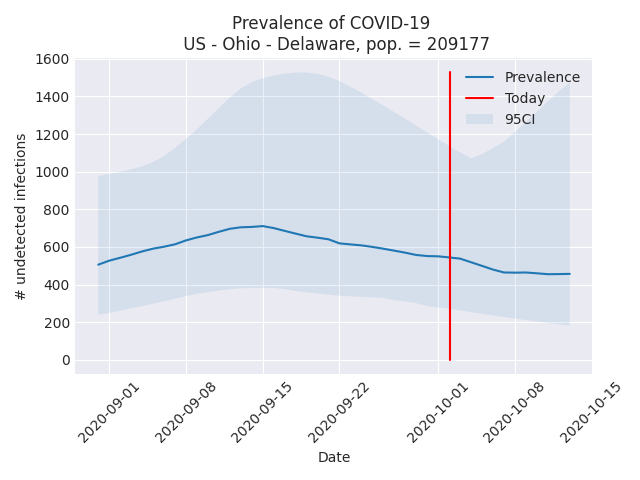 Prevalence of COVID-19
US - Ohio - Delaware, pop. = 209177
1600
1400
1200
1000
800
600
400
200
0
# undetected infections
Prevalence
Today
95CI
2020-09-01
2020-09-08
2020-09-15
2020-09-22
2020-10-01
2020-10-08
2020-10-15
Date